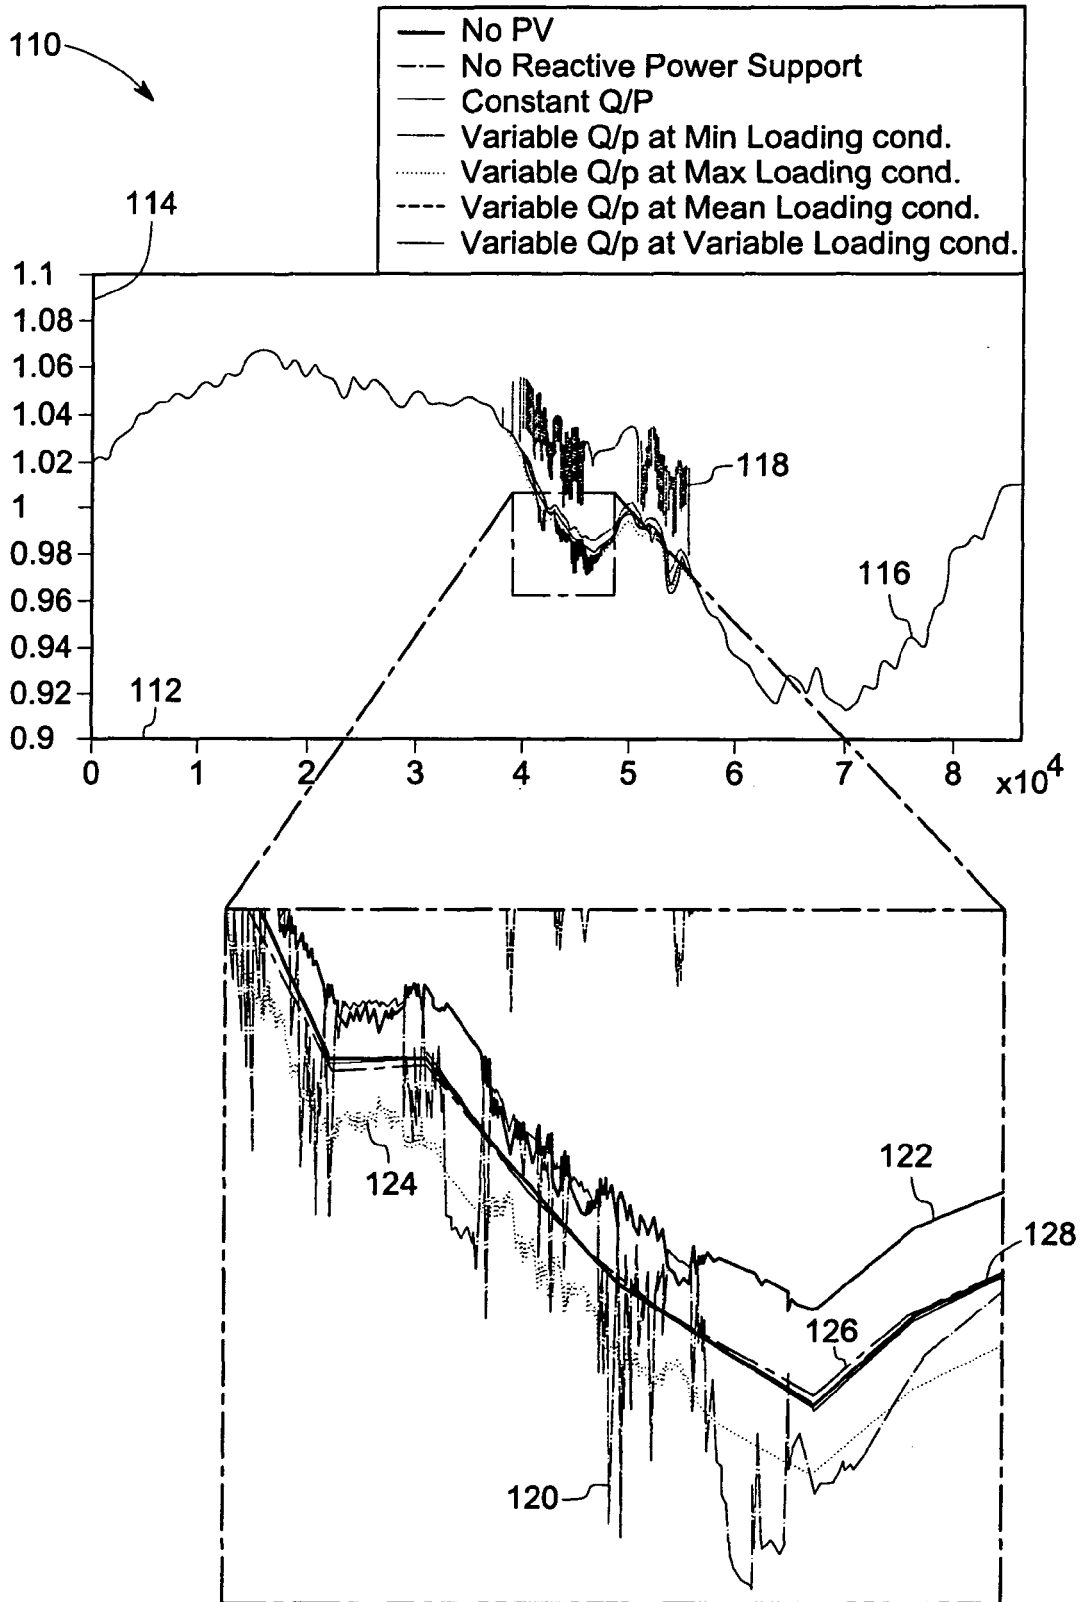 110
No PV
No Reactive Power Support
Constant Q/P
Variable Q/p at Min Loading cond.
Variable Q/p at Max Loading cond.
Variable Q/p at Mean Loading cond.
Variable Q/p at Variable Loading cond.
114
1.1
1.08
1.06
1.04
1.02
1
0.98
0.96
0.94
0.92
0.9
118
116
112
0 1 2 3 4 5 6 7 8 x10^4
124
122
128
126
120